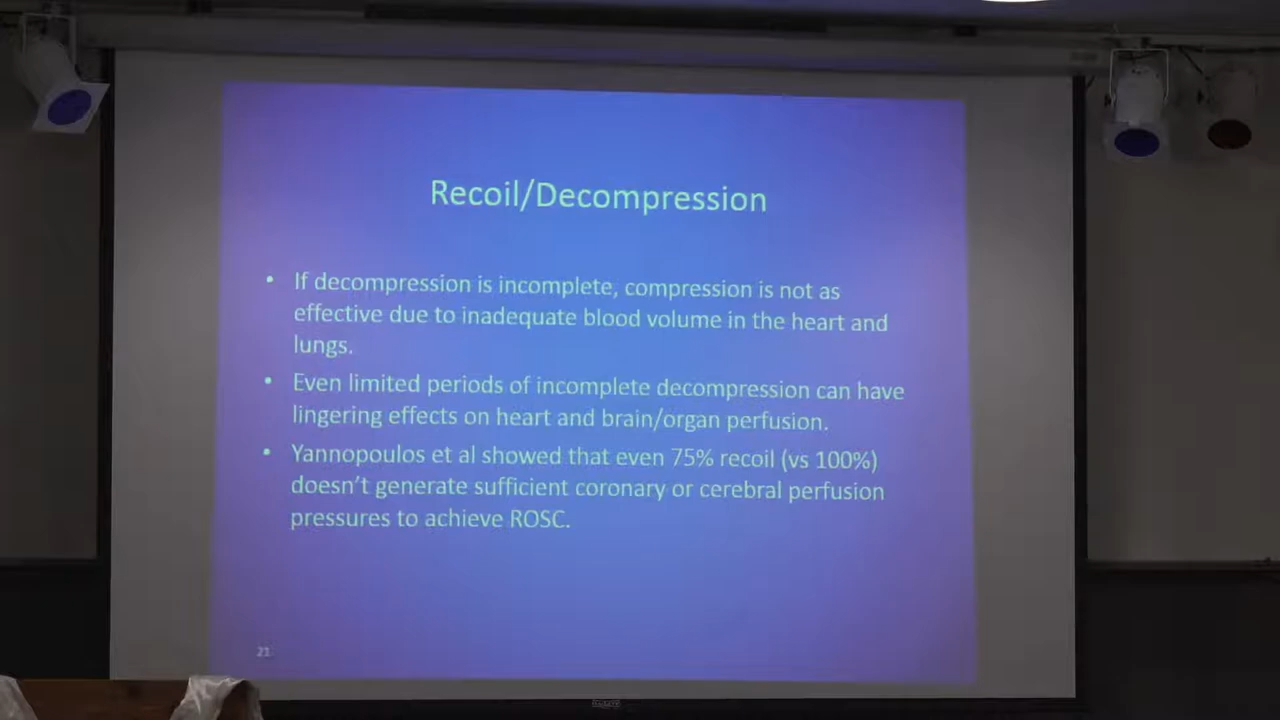 Recoil/Decompression
• If decompression is incomplete, compression is not as
effective due to inadequate blood volume in the heart and
lungs.
• Even limited periods of incomplete decompression can have
lingering effects on heart and brain/organ perfusion.
• Yannopoulos et al showed that even 75% recoil (vs 100%)
doesn't generate sufficient coronary or cerebral perfusion
pressures to achieve ROSC.
21